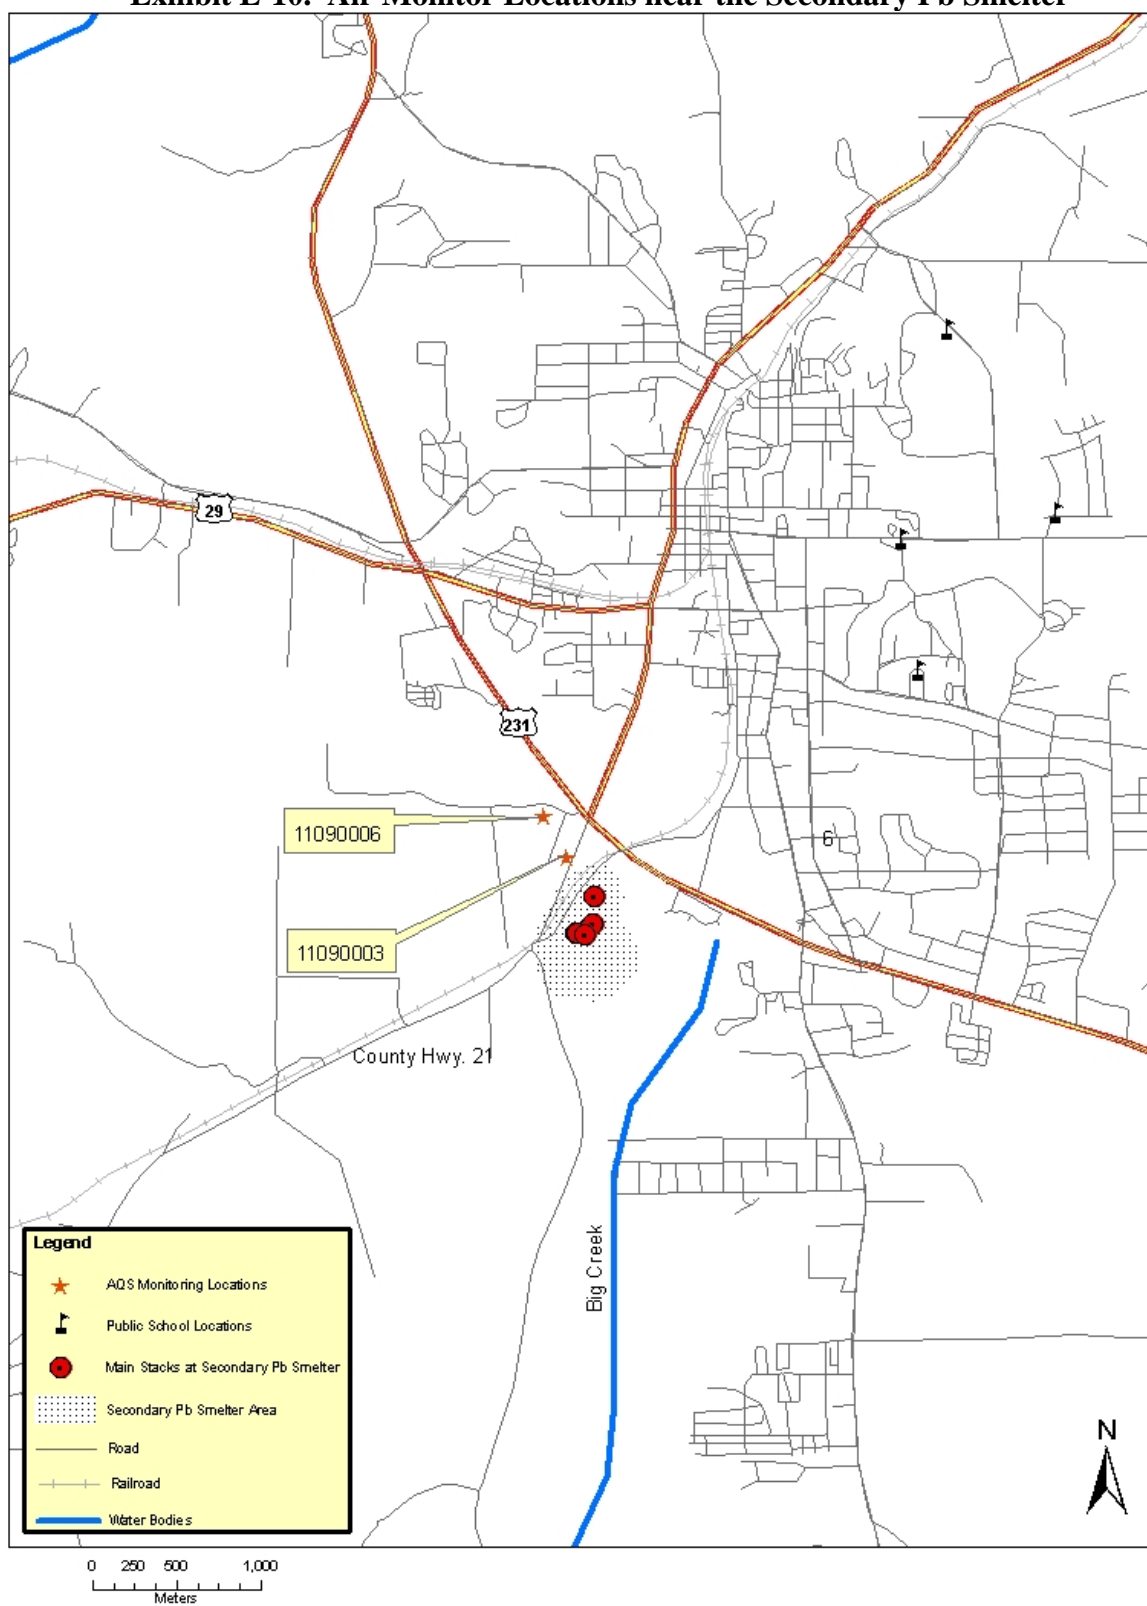 Exhibit E-10. Air Monitor Locations near the Secondary Pb Smelter
29
231
11090006
6
11090003
County Hwy. 21
Big Creek
Legend
AQS Monitoring Locations
Public School Locations
Main Stacks at Secondary Pb Smelter
Secondary Pb Smelter Area
Road
Railroad
Water Bodies
N
0 250 500 1,000
Meters